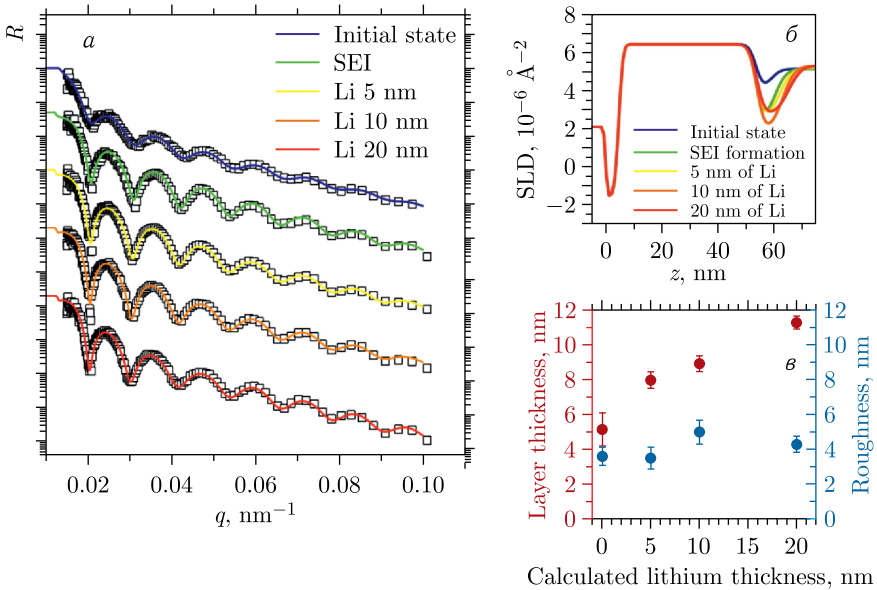 R
a
Initial state
SEI
Li 5 nm
Li 10 nm
Li 20 nm
0.02 0.04 0.06 0.08 0.10
q, nm⁻¹
б
SLD, 10⁻⁶ Å⁻²
8
6
4
2
0
−2
Initial state
SEI formation
5 nm of Li
10 nm of Li
20 nm of Li
0 20 40 60
z, nm
в
Layer thickness, nm
12
10
8
6
4
2
0
Roughness, nm
12
10
8
6
4
2
0
0 5 10 15 20
Calculated lithium thickness, nm